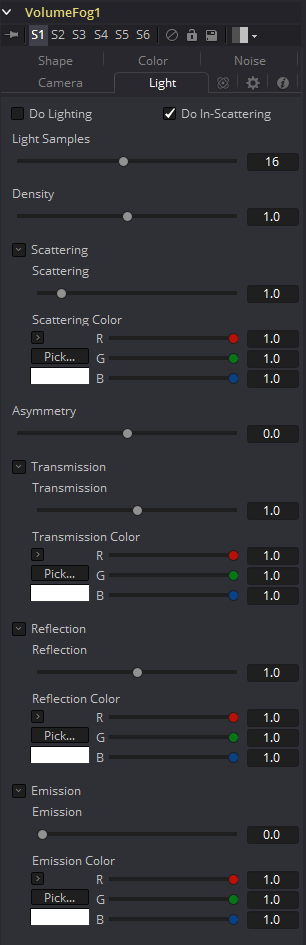 VolumeFog1
S1 S2 S3 S4 S5 S6
Shape Color Noise
Camera Light
Do Lighting Do In-Scattering
Light Samples
16
Density
1.0
Scattering
Scattering
1.0
Scattering Color
R 1.0
Pick... G 1.0
B 1.0
Asymmetry
0.0
Transmission
Transmission
1.0
Transmission Color
R 1.0
Pick... G 1.0
B 1.0
Reflection
Reflection
1.0
Reflection Color
R 1.0
Pick... G 1.0
B 1.0
Emission
Emission
0.0
Emission Color
R 1.0
Pick... G 1.0
B 1.0